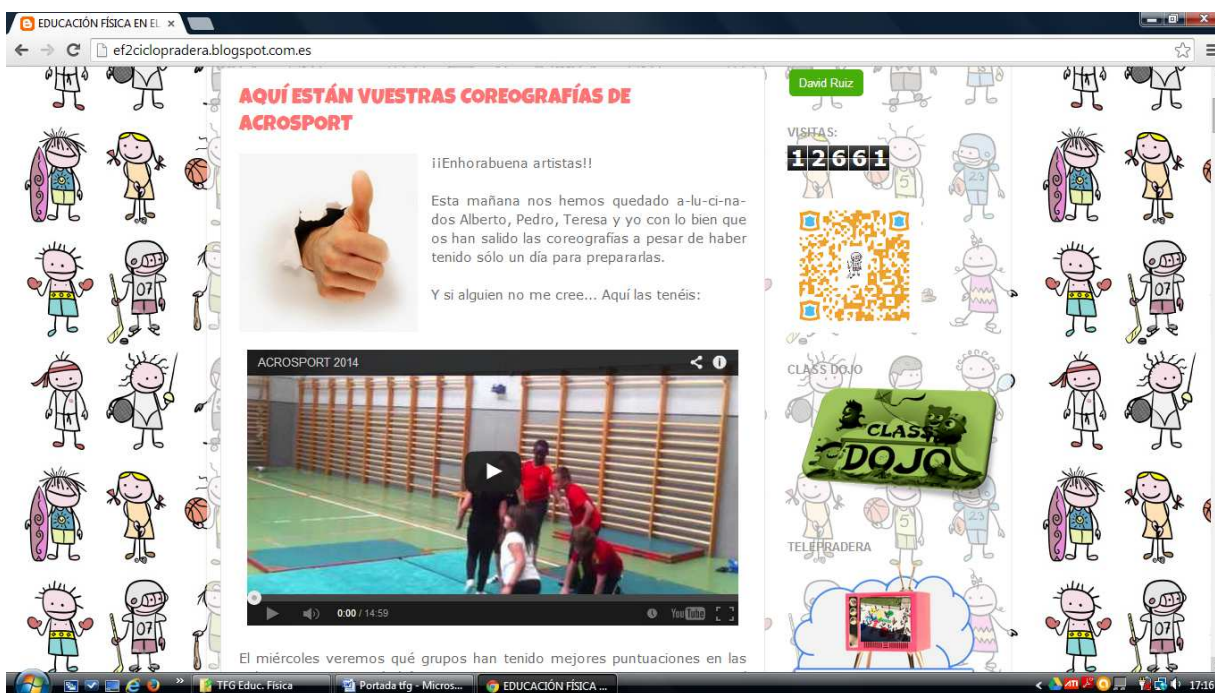 EDUCACIÓN FÍSICA EN EL
ef2ciclopradera.blogspot.com.es
AQUÍ ESTÁN VUESTRAS COREOGRAFÍAS DE
ACROSPORT
¡¡Enhorabuena artistas!!
Esta mañana nos hemos quedado a-lu-ci-na-
dos Alberto, Pedro, Teresa y yo con lo bien que
os han salido las coreografías a pesar de haber
tenido sólo un día para prepararlas.
Y si alguien no me cree... Aquí las tenéis:
ACROSPORT 2014
0:00 / 14:59
YouTube
El miércoles veremos qué grupos han tenido mejores puntuaciones en las
David Ruiz
VISITAS:
12661
CLASS DOJO
CLASS
DOJO
TELEPRADERA
TFG Educ. Física
Portada tfg - Micros...
EDUCACIÓN FÍSICA ...
17:16